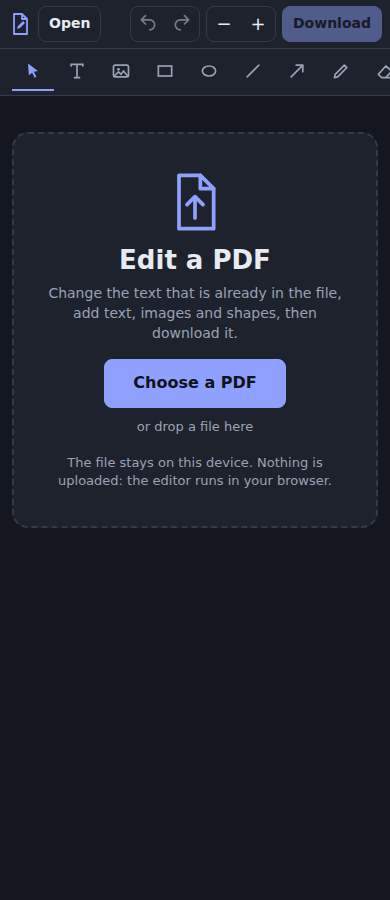 Open
− +
Download
Edit a PDF
Change the text that is already in the file,
add text, images and shapes, then
download it.
Choose a PDF
or drop a file here
The file stays on this device. Nothing is
uploaded: the editor runs in your browser.